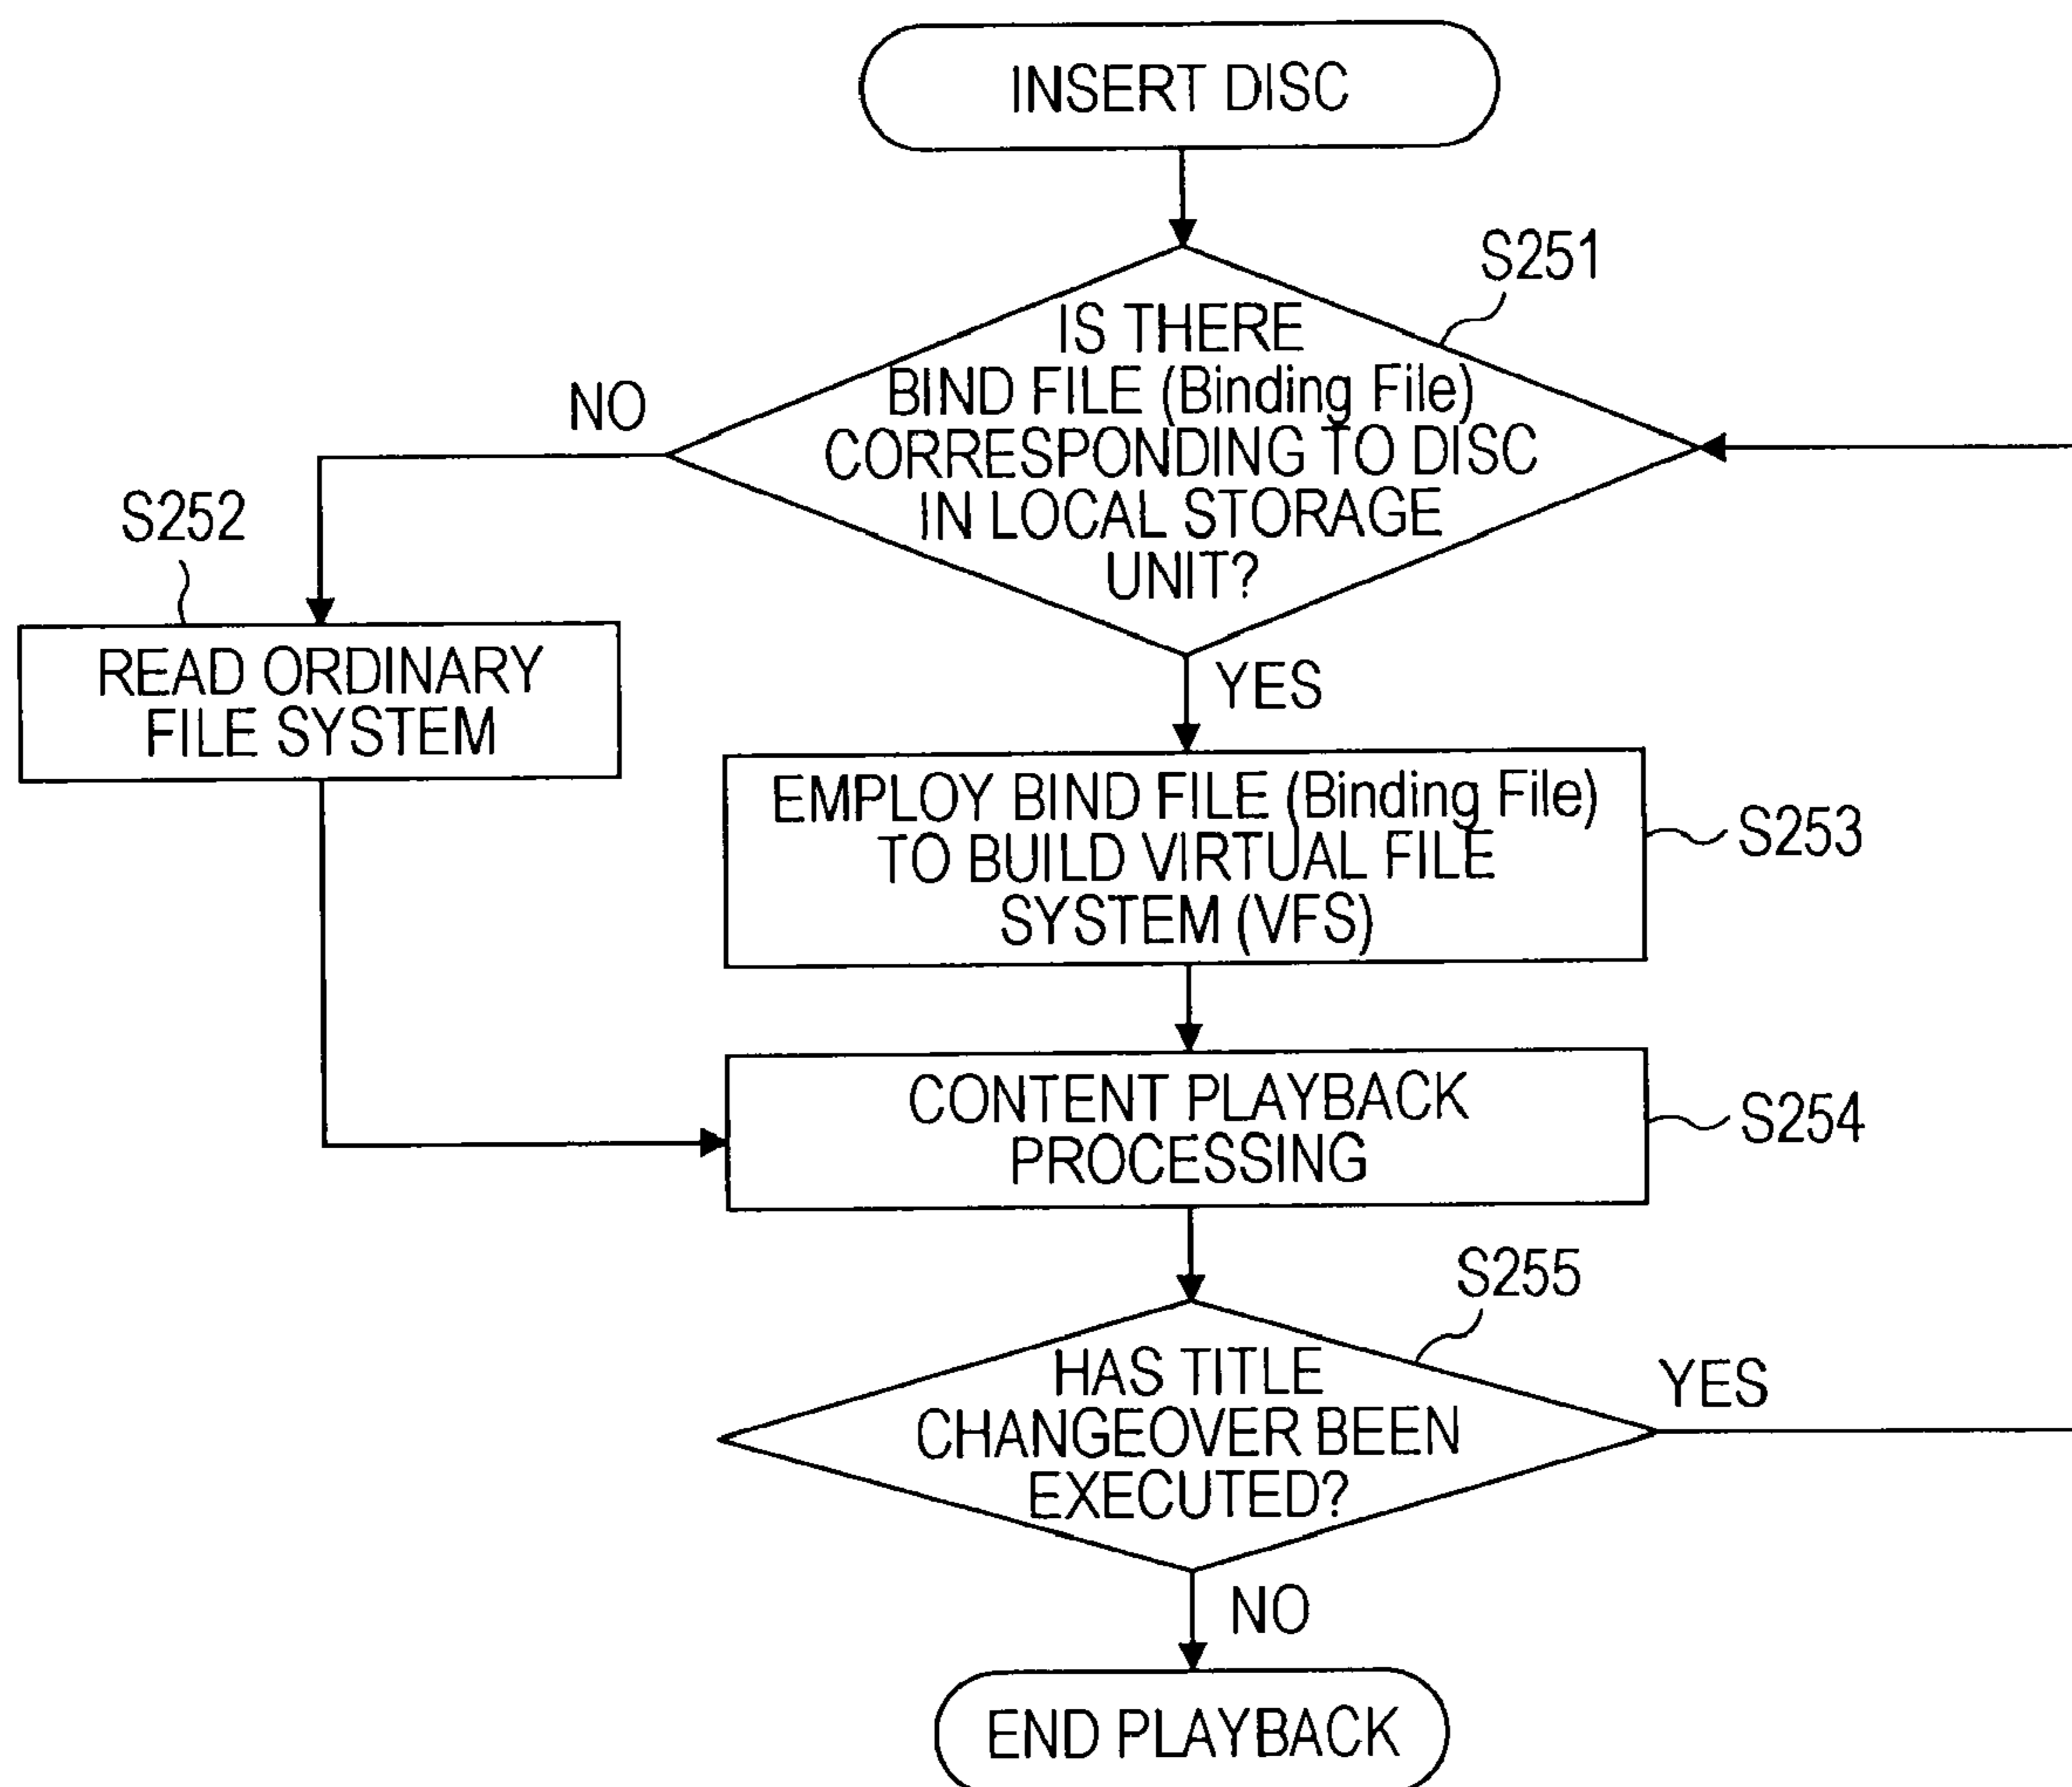 INSERT DISC
S251
IS THERE
BIND FILE (Binding File)
CORRESPONDING TO DISC
IN LOCAL STORAGE
UNIT?
NO
S252
READ ORDINARY
FILE SYSTEM
YES
EMPLOY BIND FILE (Binding File)
TO BUILD VIRTUAL FILE
SYSTEM (VFS)
S253
CONTENT PLAYBACK
PROCESSING
S254
S255
HAS TITLE
CHANGEOVER BEEN
EXECUTED?
YES
NO
END PLAYBACK